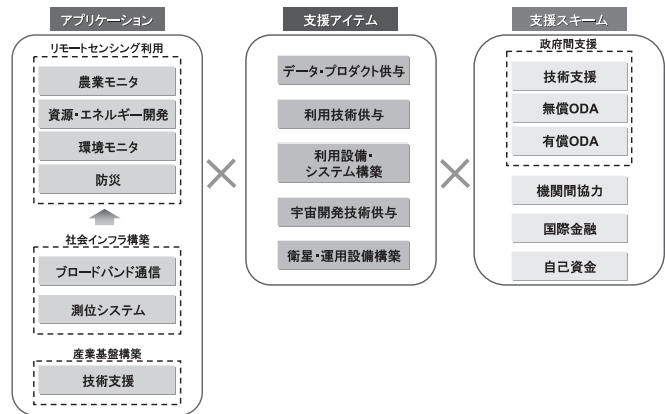 アプリケーション
リモートセンシング利用
農業モニタ
資源・エネルギー開発
環境モニタ
防災
社会インフラ構築
ブロードバンド通信
測位システム
産業基盤構築
技術支援
支援アイテム
データ・プロダクト供与
利用技術供与
利用設備・
システム構築
宇宙開発技術供与
衛星・運用設備構築
支援スキーム
政府間支援
技術支援
無償ODA
有償ODA
機関間協力
国際金融
自己資金